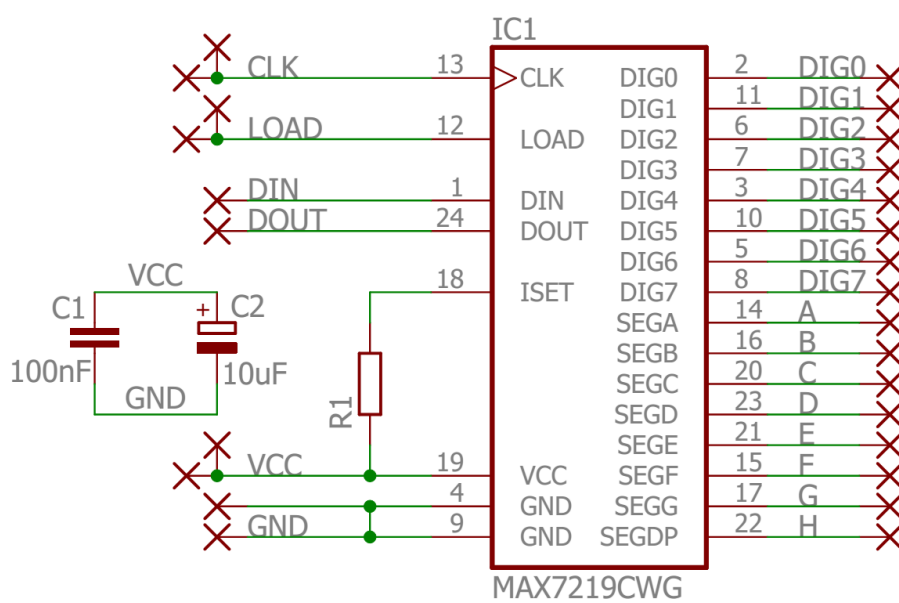 IC1
CLK 13 CLK DIG0 2 DIG0
DIG1 11 DIG1
LOAD 12 LOAD DIG2 6 DIG2
DIG3 7 DIG3
DIN 1 DIN DIG4 3 DIG4
DOUT 24 DOUT DIG5 10 DIG5
DIG6 5 DIG6
18 ISET DIG7 8 DIG7
VCC
C1 + C2
100nF 10uF
GND
R1
SEGA 14 A
SEGB 16 B
SEGC 20 C
SEGD 23 D
SEGE 21 E
VCC 19 VCC SEGF 15 F
4 GND SEGG 17 G
GND 9 GND SEGDP 22 H
MAX7219CWG